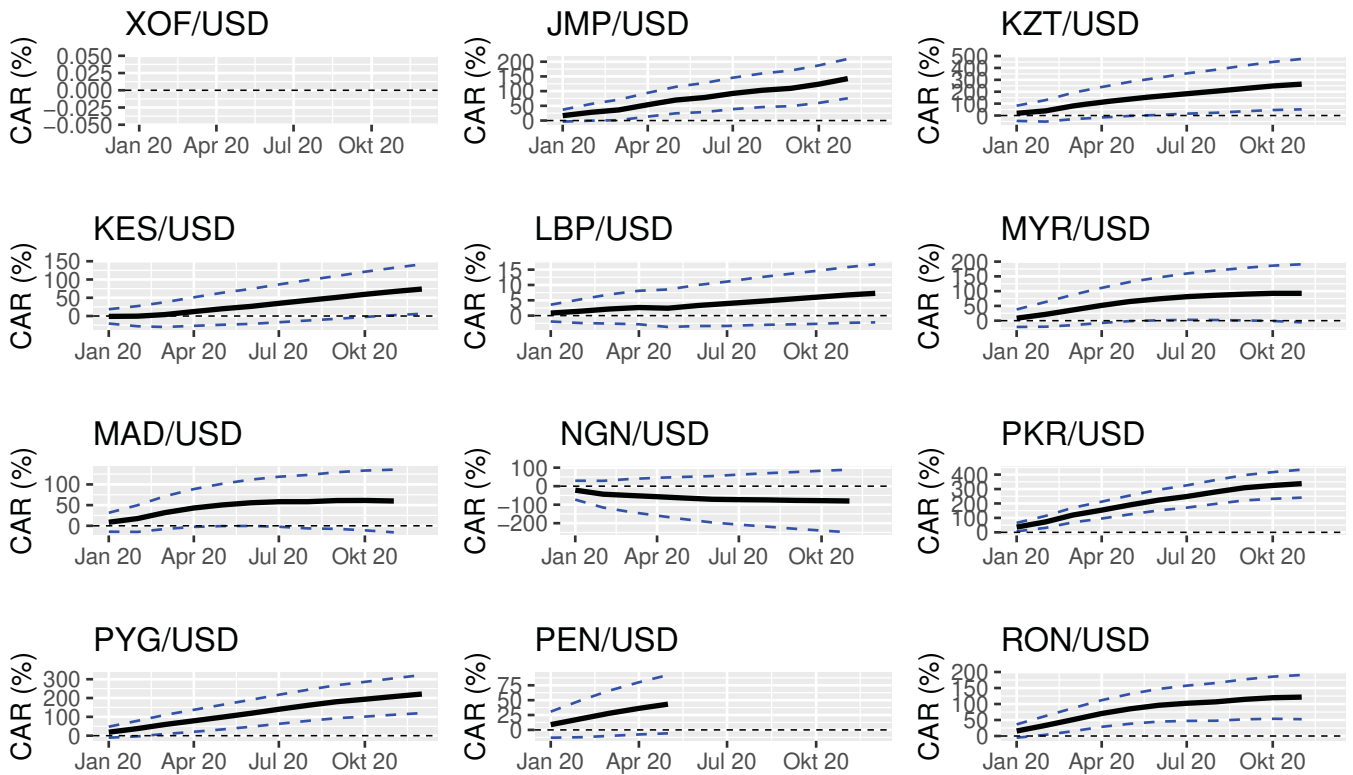 XOF/USD
CAR (%)
0.050
0.025
0.000
−0.025
−0.050
Jan 20 Apr 20 Jul 20 Okt 20
JMP/USD
CAR (%)
200
150
100
50
0
Jan 20 Apr 20 Jul 20 Okt 20
KZT/USD
CAR (%)
500
400
300
200
100
0
Jan 20 Apr 20 Jul 20 Okt 20
KES/USD
CAR (%)
150
100
50
0
Jan 20 Apr 20 Jul 20 Okt 20
LBP/USD
CAR (%)
15
10
5
0
Jan 20 Apr 20 Jul 20 Okt 20
MYR/USD
CAR (%)
200
150
100
50
0
Jan 20 Apr 20 Jul 20 Okt 20
MAD/USD
CAR (%)
100
50
0
Jan 20 Apr 20 Jul 20 Okt 20
NGN/USD
CAR (%)
100
0
−100
−200
Jan 20 Apr 20 Jul 20 Okt 20
PKR/USD
CAR (%)
400
300
200
100
0
Jan 20 Apr 20 Jul 20 Okt 20
PYG/USD
CAR (%)
300
200
100
0
Jan 20 Apr 20 Jul 20 Okt 20
PEN/USD
CAR (%)
75
50
25
0
Jan 20 Apr 20 Jul 20 Okt 20
RON/USD
CAR (%)
200
150
100
50
0
Jan 20 Apr 20 Jul 20 Okt 20